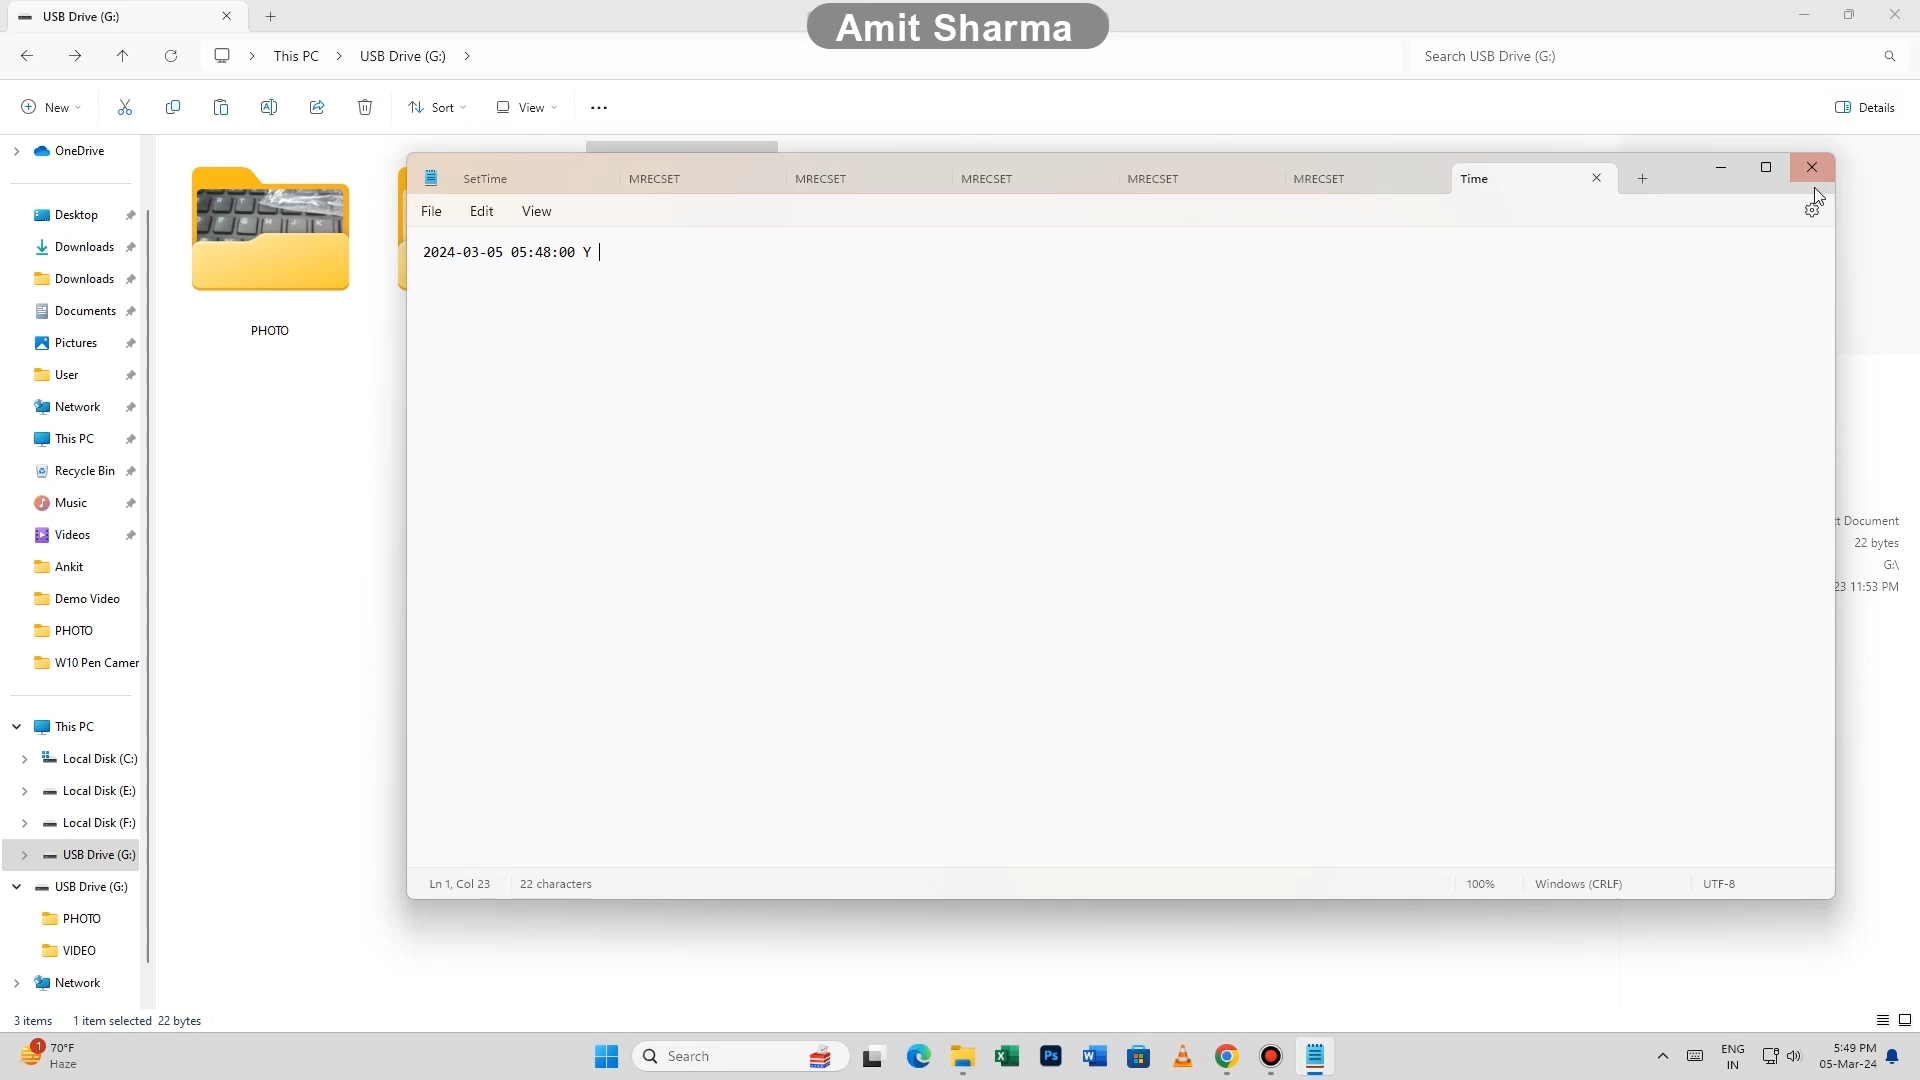 USB Drive (G:)
Amit Sharma
This PC
USB Drive (G:)
Search USB Drive (G:)
New
Sort
View
Details
OneDrive
SetTime
MRECSET
MRECSET
MRECSET
MRECSET
MRECSET
Time
File
Edit
View
2024-03-05 05:48:00 Y
Desktop
Downloads
Downloads
Documents
Pictures
User
Network
This PC
Recycle Bin
Music
Videos
Ankit
Demo Video
PHOTO
W10 Pen Camer
PHOTO
t Document
22 bytes
G:\
23 11:53 PM
This PC
Local Disk (C:)
Local Disk (E:)
Local Disk (F:)
USB Drive (G:)
USB Drive (G:)
PHOTO
VIDEO
Network
Ln 1, Col 23
22 characters
100%
Windows (CRLF)
UTF-8
3 items
1 item selected 22 bytes
1
70°F
Haze
Search
Ps
ENG
IN
5:49 PM
05-Mar-24